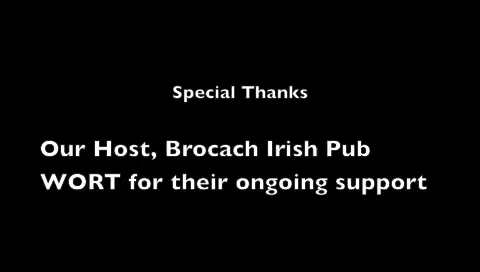 Special Thanks
Our Host, Brocach Irish Pub
WORT for their ongoing support